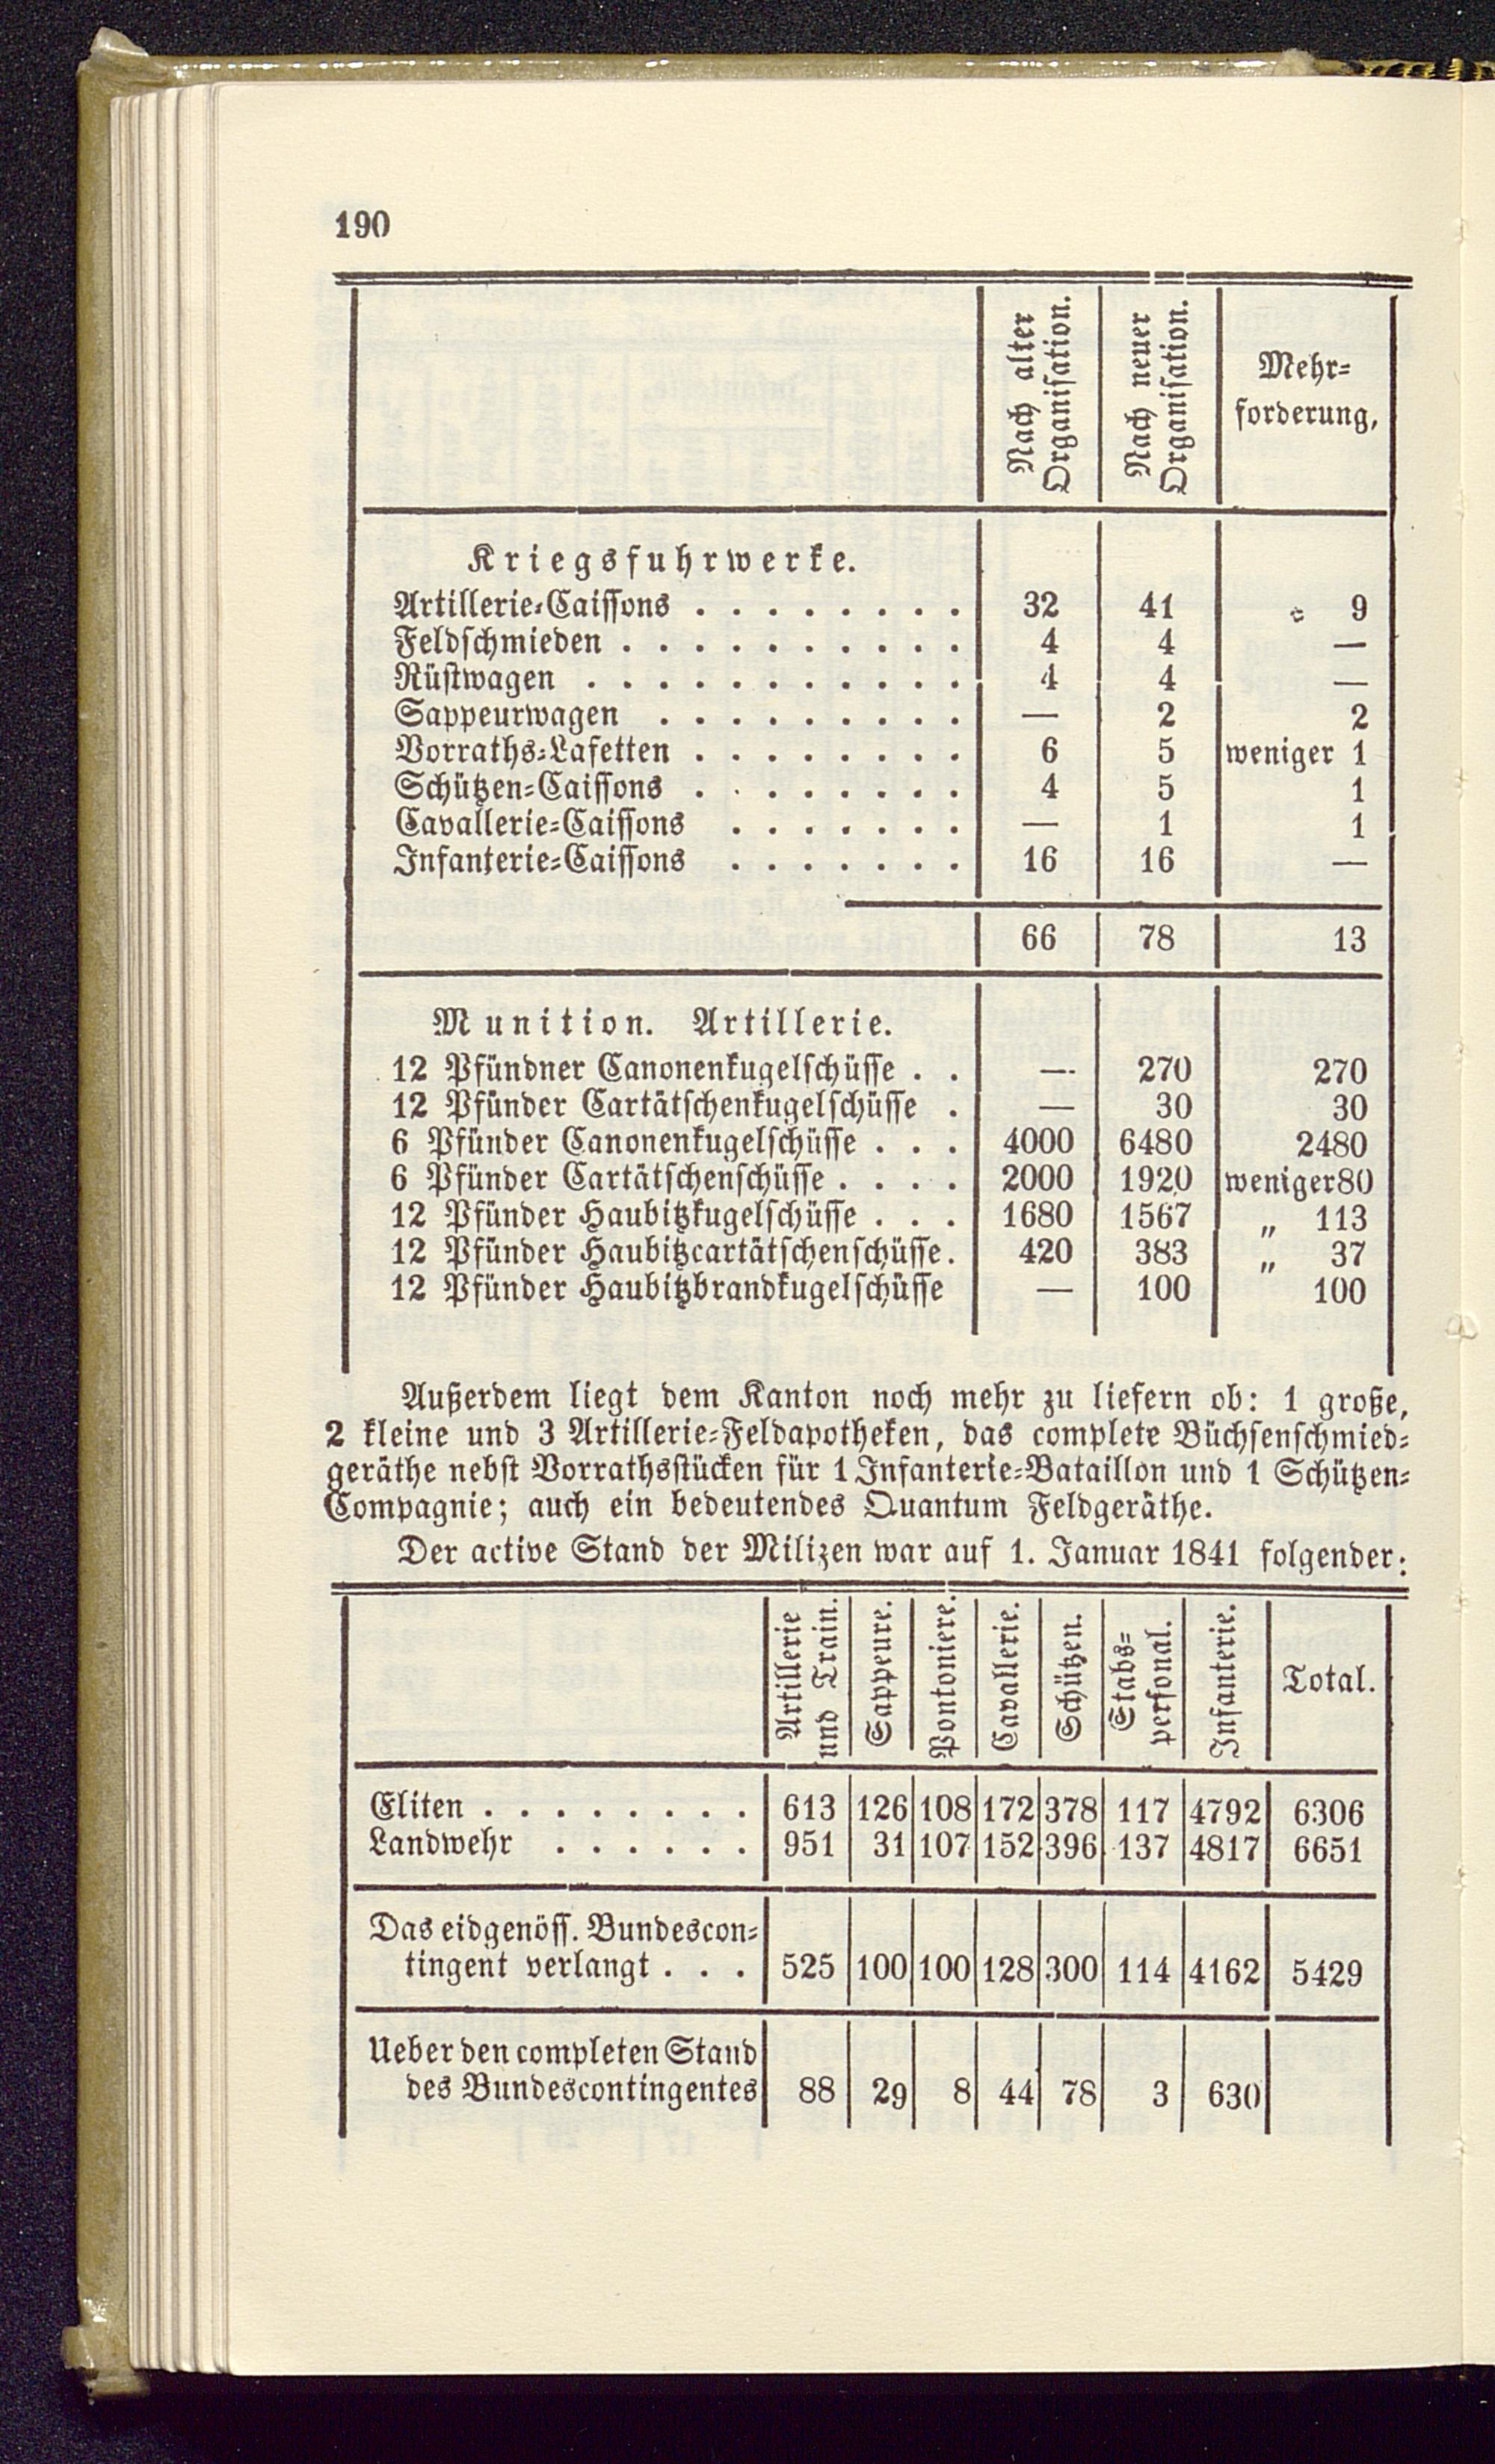 190
Nach alter Organisation. Nach neuer Organisation. Mehr-
forderung,
Kriegsfuhrwerke.
Artillerie-Caissons . . . . . . . . 32 41 9
Feldschmieden . . . . . . . . . . 4 4 —
Rüstwagen . . . . . . . . . . . 4 4 —
Sappeurwagen . . . . . . . . . — 2 2
Vorraths-Lafetten . . . . . . . . 6 5 weniger 1
Schützen-Caissons . . . . . . . . 4 5 1
Cavallerie-Caissons . . . . . . . — 1 1
Infanterie-Caissons . . . . . . . 16 16 —
66 78 13
Munition. Artillerie.
12 Pfündner Canonenkugelschüsse . . — 270 270
12 Pfünder Cartätschenkugelschüsse . — 30 30
6 Pfünder Canonenkugelschüsse . . . 4000 6480 2480
6 Pfünder Cartätschenschüsse . . . . 2000 1920 weniger 80
12 Pfünder Haubitzkugelschüsse . . . 1680 1567 „ 113
12 Pfünder Haubitzcartätschenschüsse. 420 383 „ 37
12 Pfünder Haubitzbrandkugelschüsse — 100 100
Außerdem liegt dem Kanton noch mehr zu liefern ob: 1 große,
2 kleine und 3 Artillerie-Feldapotheken, das complete Büchsenschmied-
geräthe nebst Vorrathsstücken für 1 Infanterie-Bataillon und 1 Schützen-
Compagnie; auch ein bedeutendes Quantum Feldgeräthe.
Der active Stand der Milizen war auf 1. Januar 1841 folgender:
Artillerie und Train. Sappeure. Pontoniere. Cavallerie. Schützen. Stabs-personal. Infanterie. Total.
Eliten . . . . . . . . 613 126 108 172 378 117 4792 6306
Landwehr . . . . . . 951 31 107 152 396 137 4817 6651
Das eidgenöss. Bundescon-
tingent verlangt . . . 525 100 100 128 300 114 4162 5429
Ueber den completen Stand
des Bundescontingentes 88 29 8 44 78 3 630